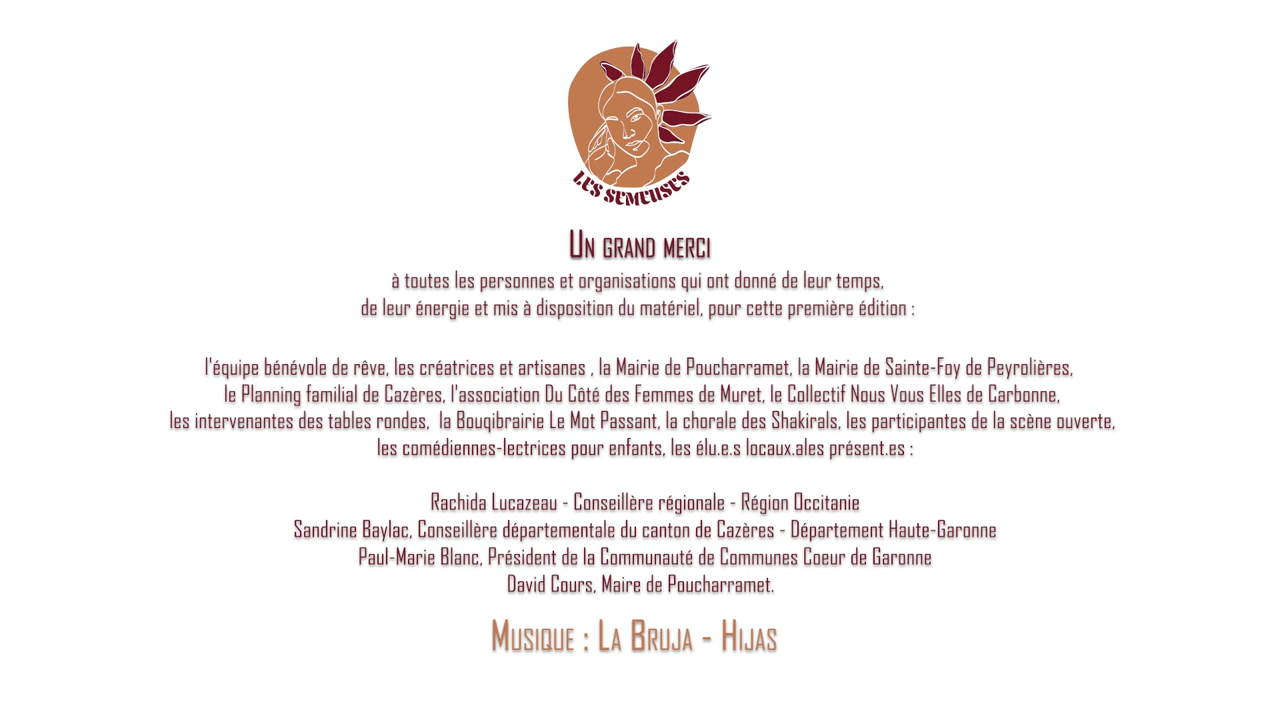 LES SEMEUSES
Un grand merci
à toutes les personnes et organisations qui ont donné de leur temps,
de leur énergie et mis à disposition du matériel, pour cette première édition :
l'équipe bénévole de rêve, les créatrices et artisanes , la Mairie de Poucharramet, la Mairie de Sainte-Foy de Peyrolières,
le Planning familial de Cazères, l'association Du Côté des Femmes de Muret, le Collectif Nous Vous Elles de Carbonne,
les intervenantes des tables rondes,  la Bouqibrairie Le Mot Passant, la chorale des Shakirals, les participantes de la scène ouverte,
les comédiennes-lectrices pour enfants, les élu.e.s locaux.ales présent.es :
Rachida Lucazeau - Conseillère régionale - Région Occitanie
Sandrine Baylac, Conseillère départementale du canton de Cazères - Département Haute-Garonne
Paul-Marie Blanc, Président de la Communauté de Communes Coeur de Garonne
David Cours, Maire de Poucharramet.
Musique : La Bruja - Hijas